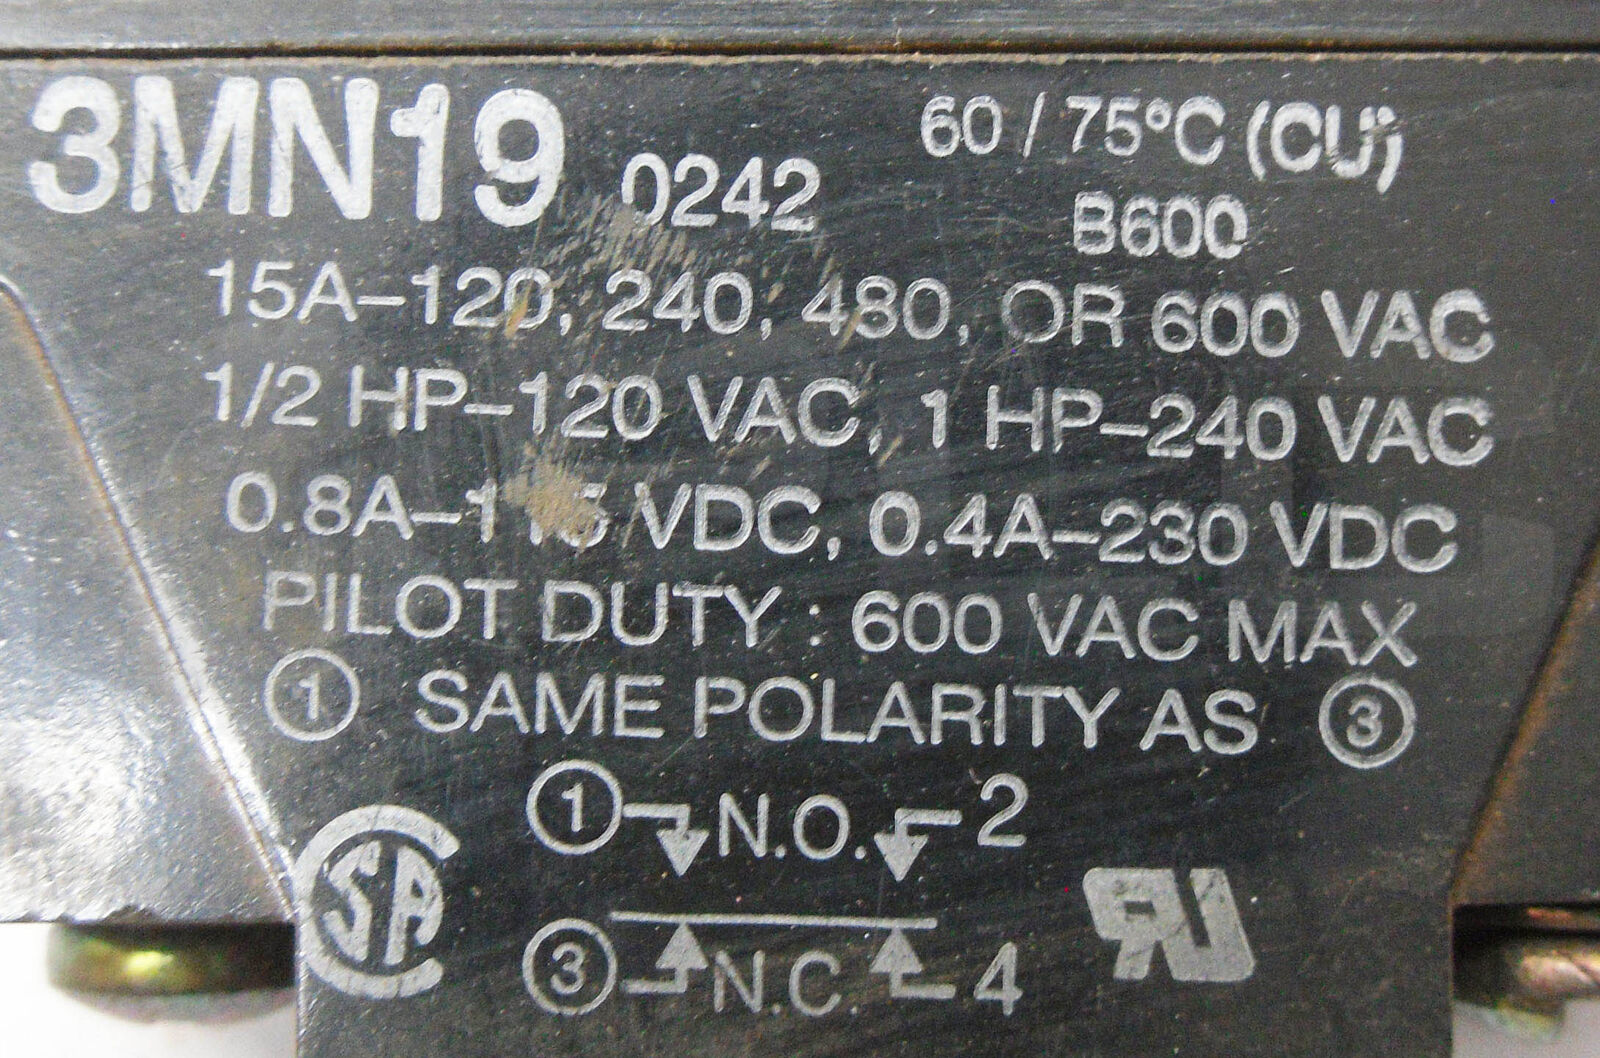 3MN19 0242 60 / 75°C (CU)
B600
15A-120, 240, 480, OR 600 VAC
1/2 HP-120 VAC, 1 HP-240 VAC
0.8A-115 VDC, 0.4A-230 VDC
PILOT DUTY : 600 VAC MAX
① SAME POLARITY AS ③
① N.O. 2
③ N.C. 4
SA
RU